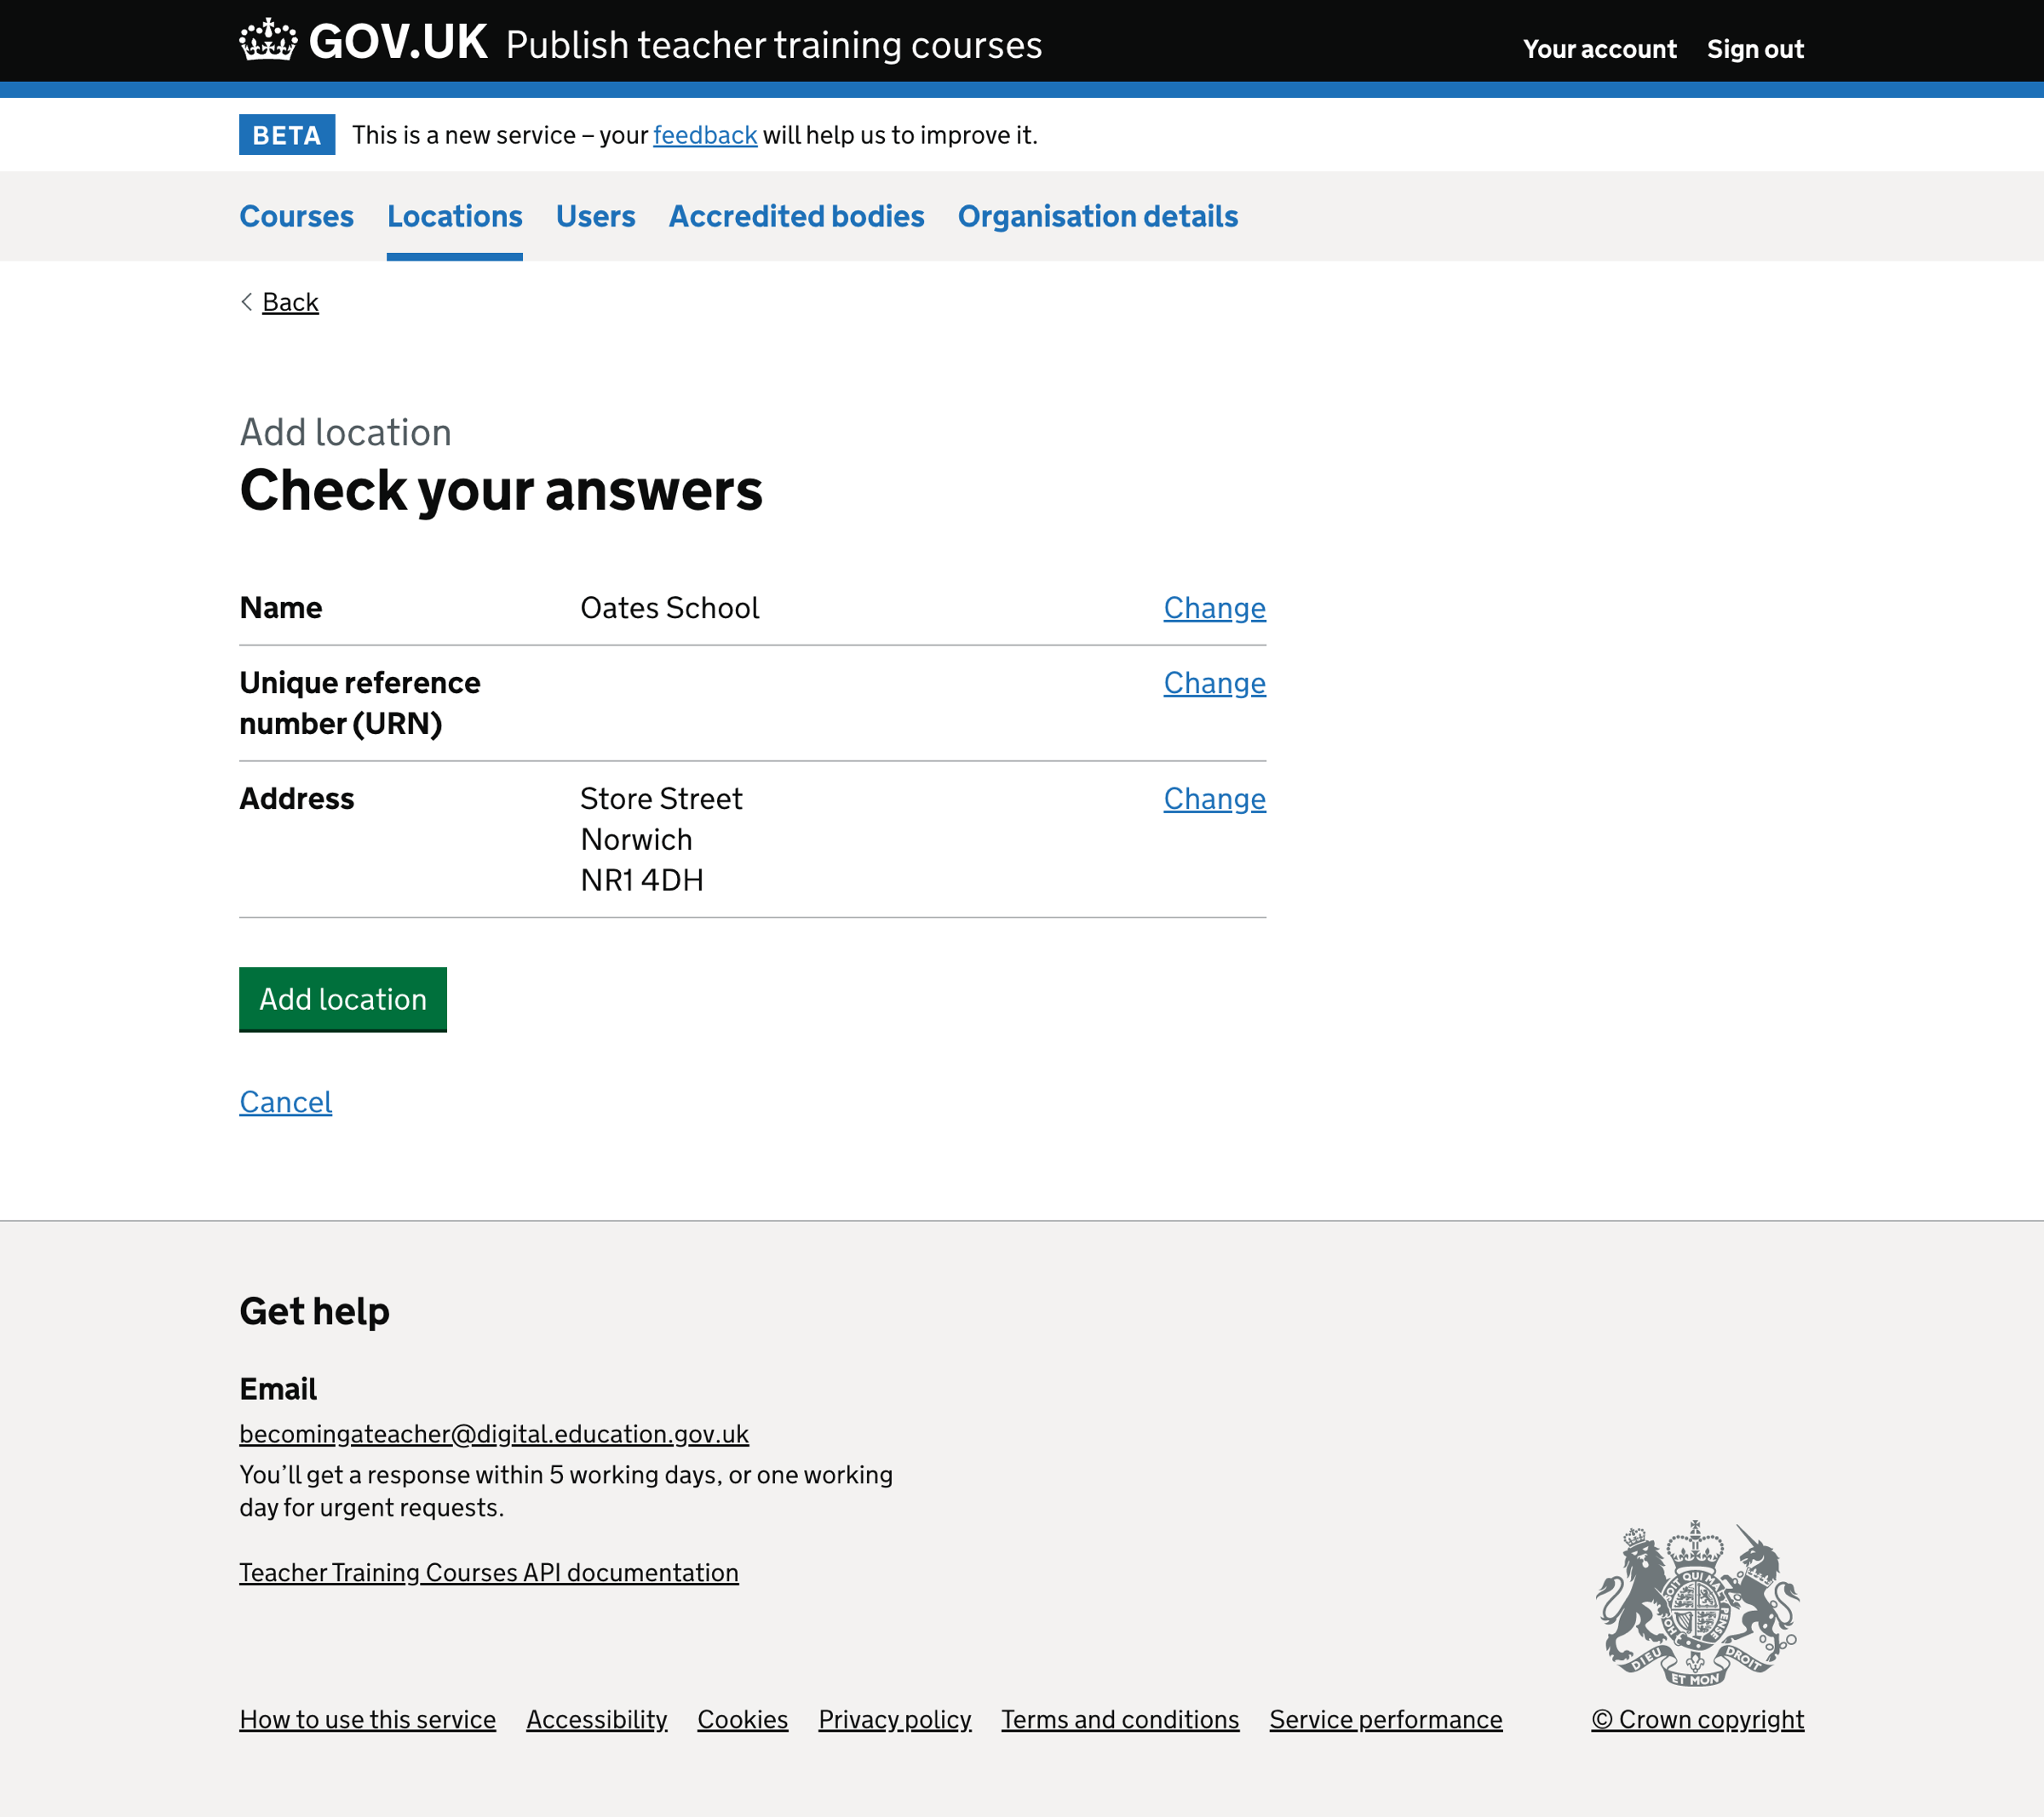 GOV.UK Publish teacher training courses
Your account Sign out
BETA This is a new service – your feedback will help us to improve it.
Courses Locations Users Accredited bodies Organisation details
Back
Add location
Check your answers
Name Oates School Change
Unique reference Change
number (URN)
Address Store Street Change
Norwich
NR1 4DH
Add location
Cancel
Get help
Email
becomingateacher@digital.education.gov.uk
You’ll get a response within 5 working days, or one working
day for urgent requests.
Teacher Training Courses API documentation
SOIT QUI MAL
PENSE
HON
DIEU
ET MON
DROIT
How to use this service Accessibility Cookies Privacy policy Terms and conditions Service performance © Crown copyright